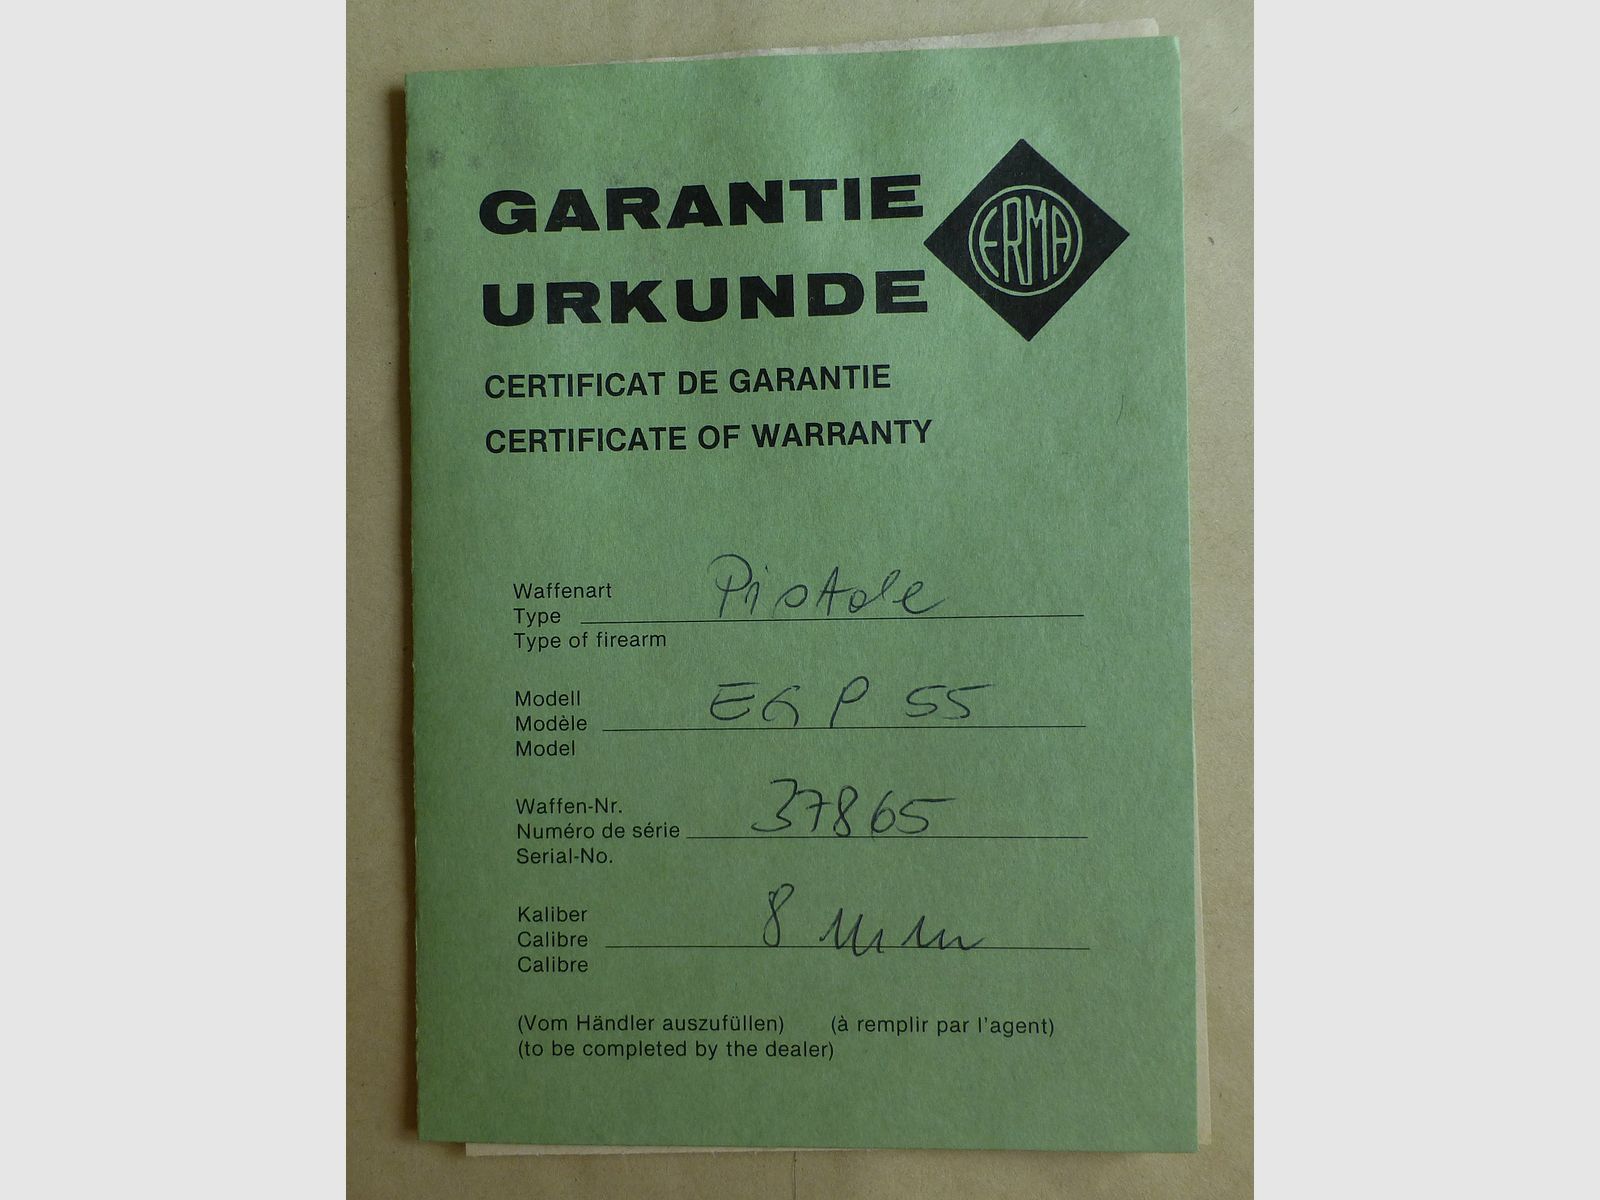 GARANTIE
URKUNDE
ERMA
CERTIFICAT DE GARANTIE
CERTIFICATE OF WARRANTY
Waffenart
Type Pistole
Type of firearm
Modell
Modèle EGP 55
Model
Waffen-Nr.
Numéro de série 37865
Serial-No.
Kaliber
Calibre 8 mm
Calibre
(Vom Händler auszufüllen) (à remplir par l'agent)
(to be completed by the dealer)